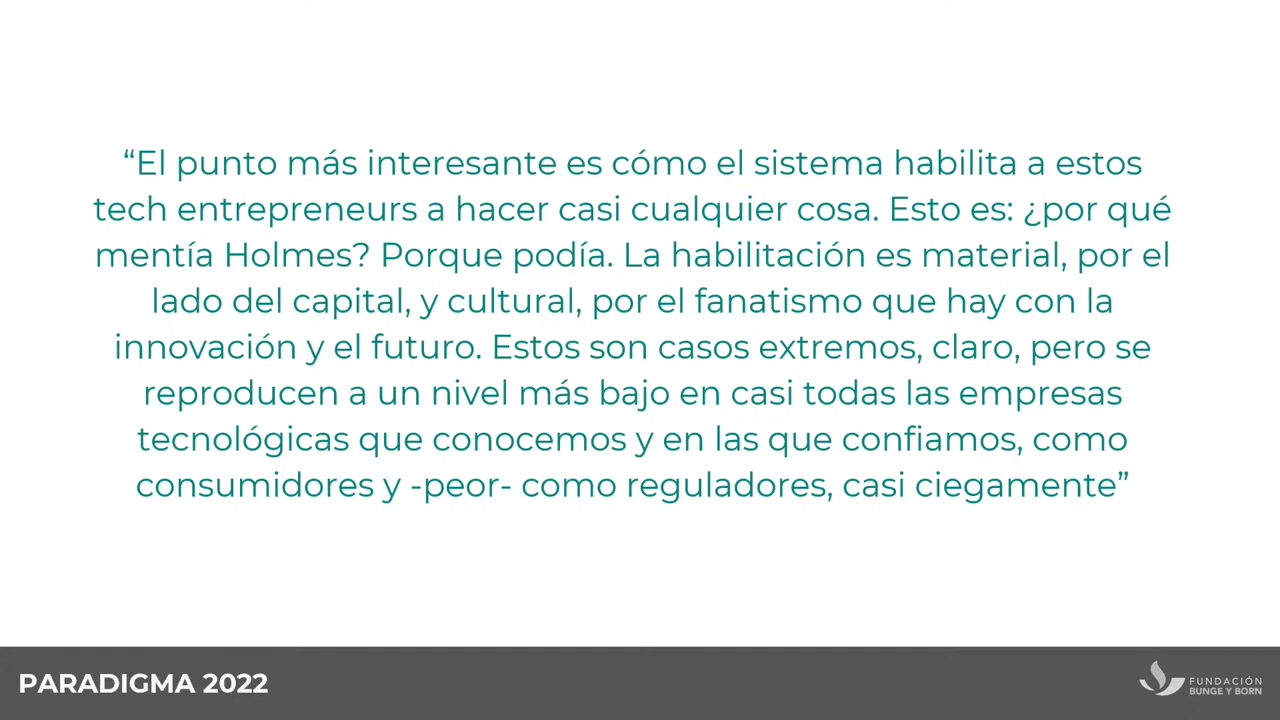 “El punto más interesante es cómo el sistema habilita a estos
tech entrepreneurs a hacer casi cualquier cosa. Esto es: ¿por qué
mentía Holmes? Porque podía. La habilitación es material, por el
lado del capital, y cultural, por el fanatismo que hay con la
innovación y el futuro. Estos son casos extremos, claro, pero se
reproducen a un nivel más bajo en casi todas las empresas
tecnológicas que conocemos y en las que confiamos, como
consumidores y -peor- como reguladores, casi ciegamente”
PARADIGMA 2022
FUNDACIÓN
BUNGE Y BORN